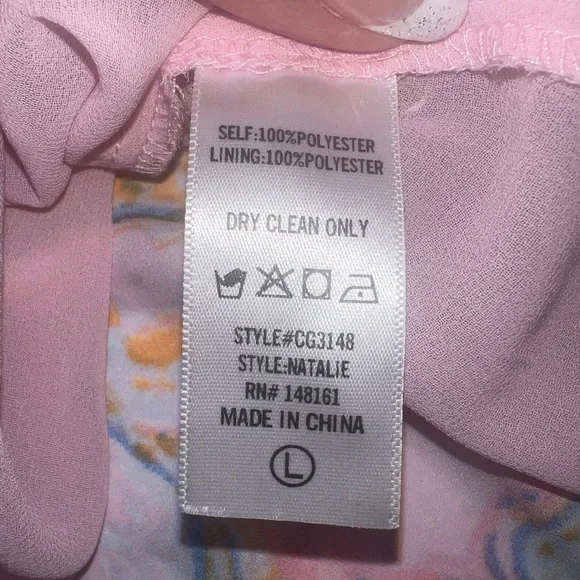 SELF:100%POLYESTER
LINING:100%POLYESTER
DRY CLEAN ONLY
STYLE#CG3148
STYLE:NATALIE
RN# 148161
MADE IN CHINA
L